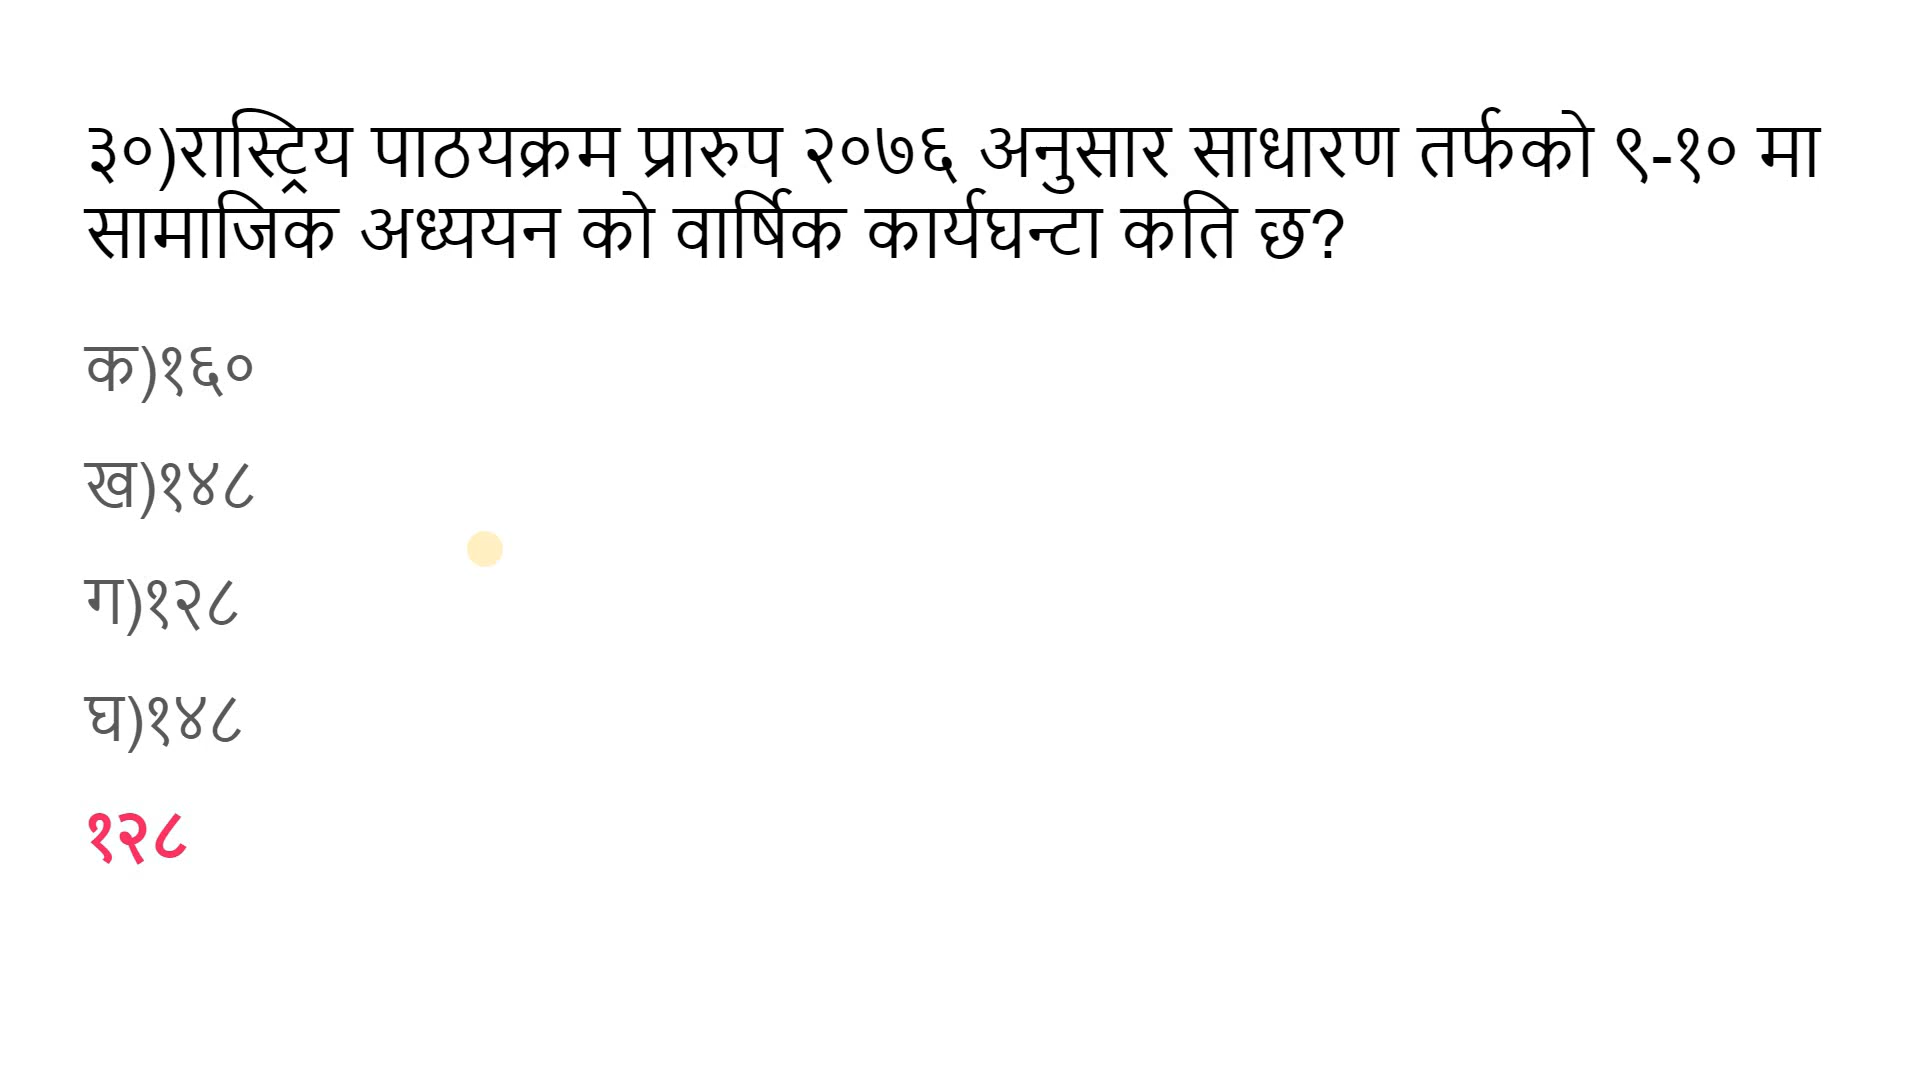 ३०)रास्ट्रिय पाठयक्रम प्रारुप २०७६ अनुसार साधारण तर्फको ९-१० मा
सामाजिक अध्ययन को वार्षिक कार्यघन्टा कति छ?
क)१६०
ख)१४८
ग)१२८
घ)१४८
१२८